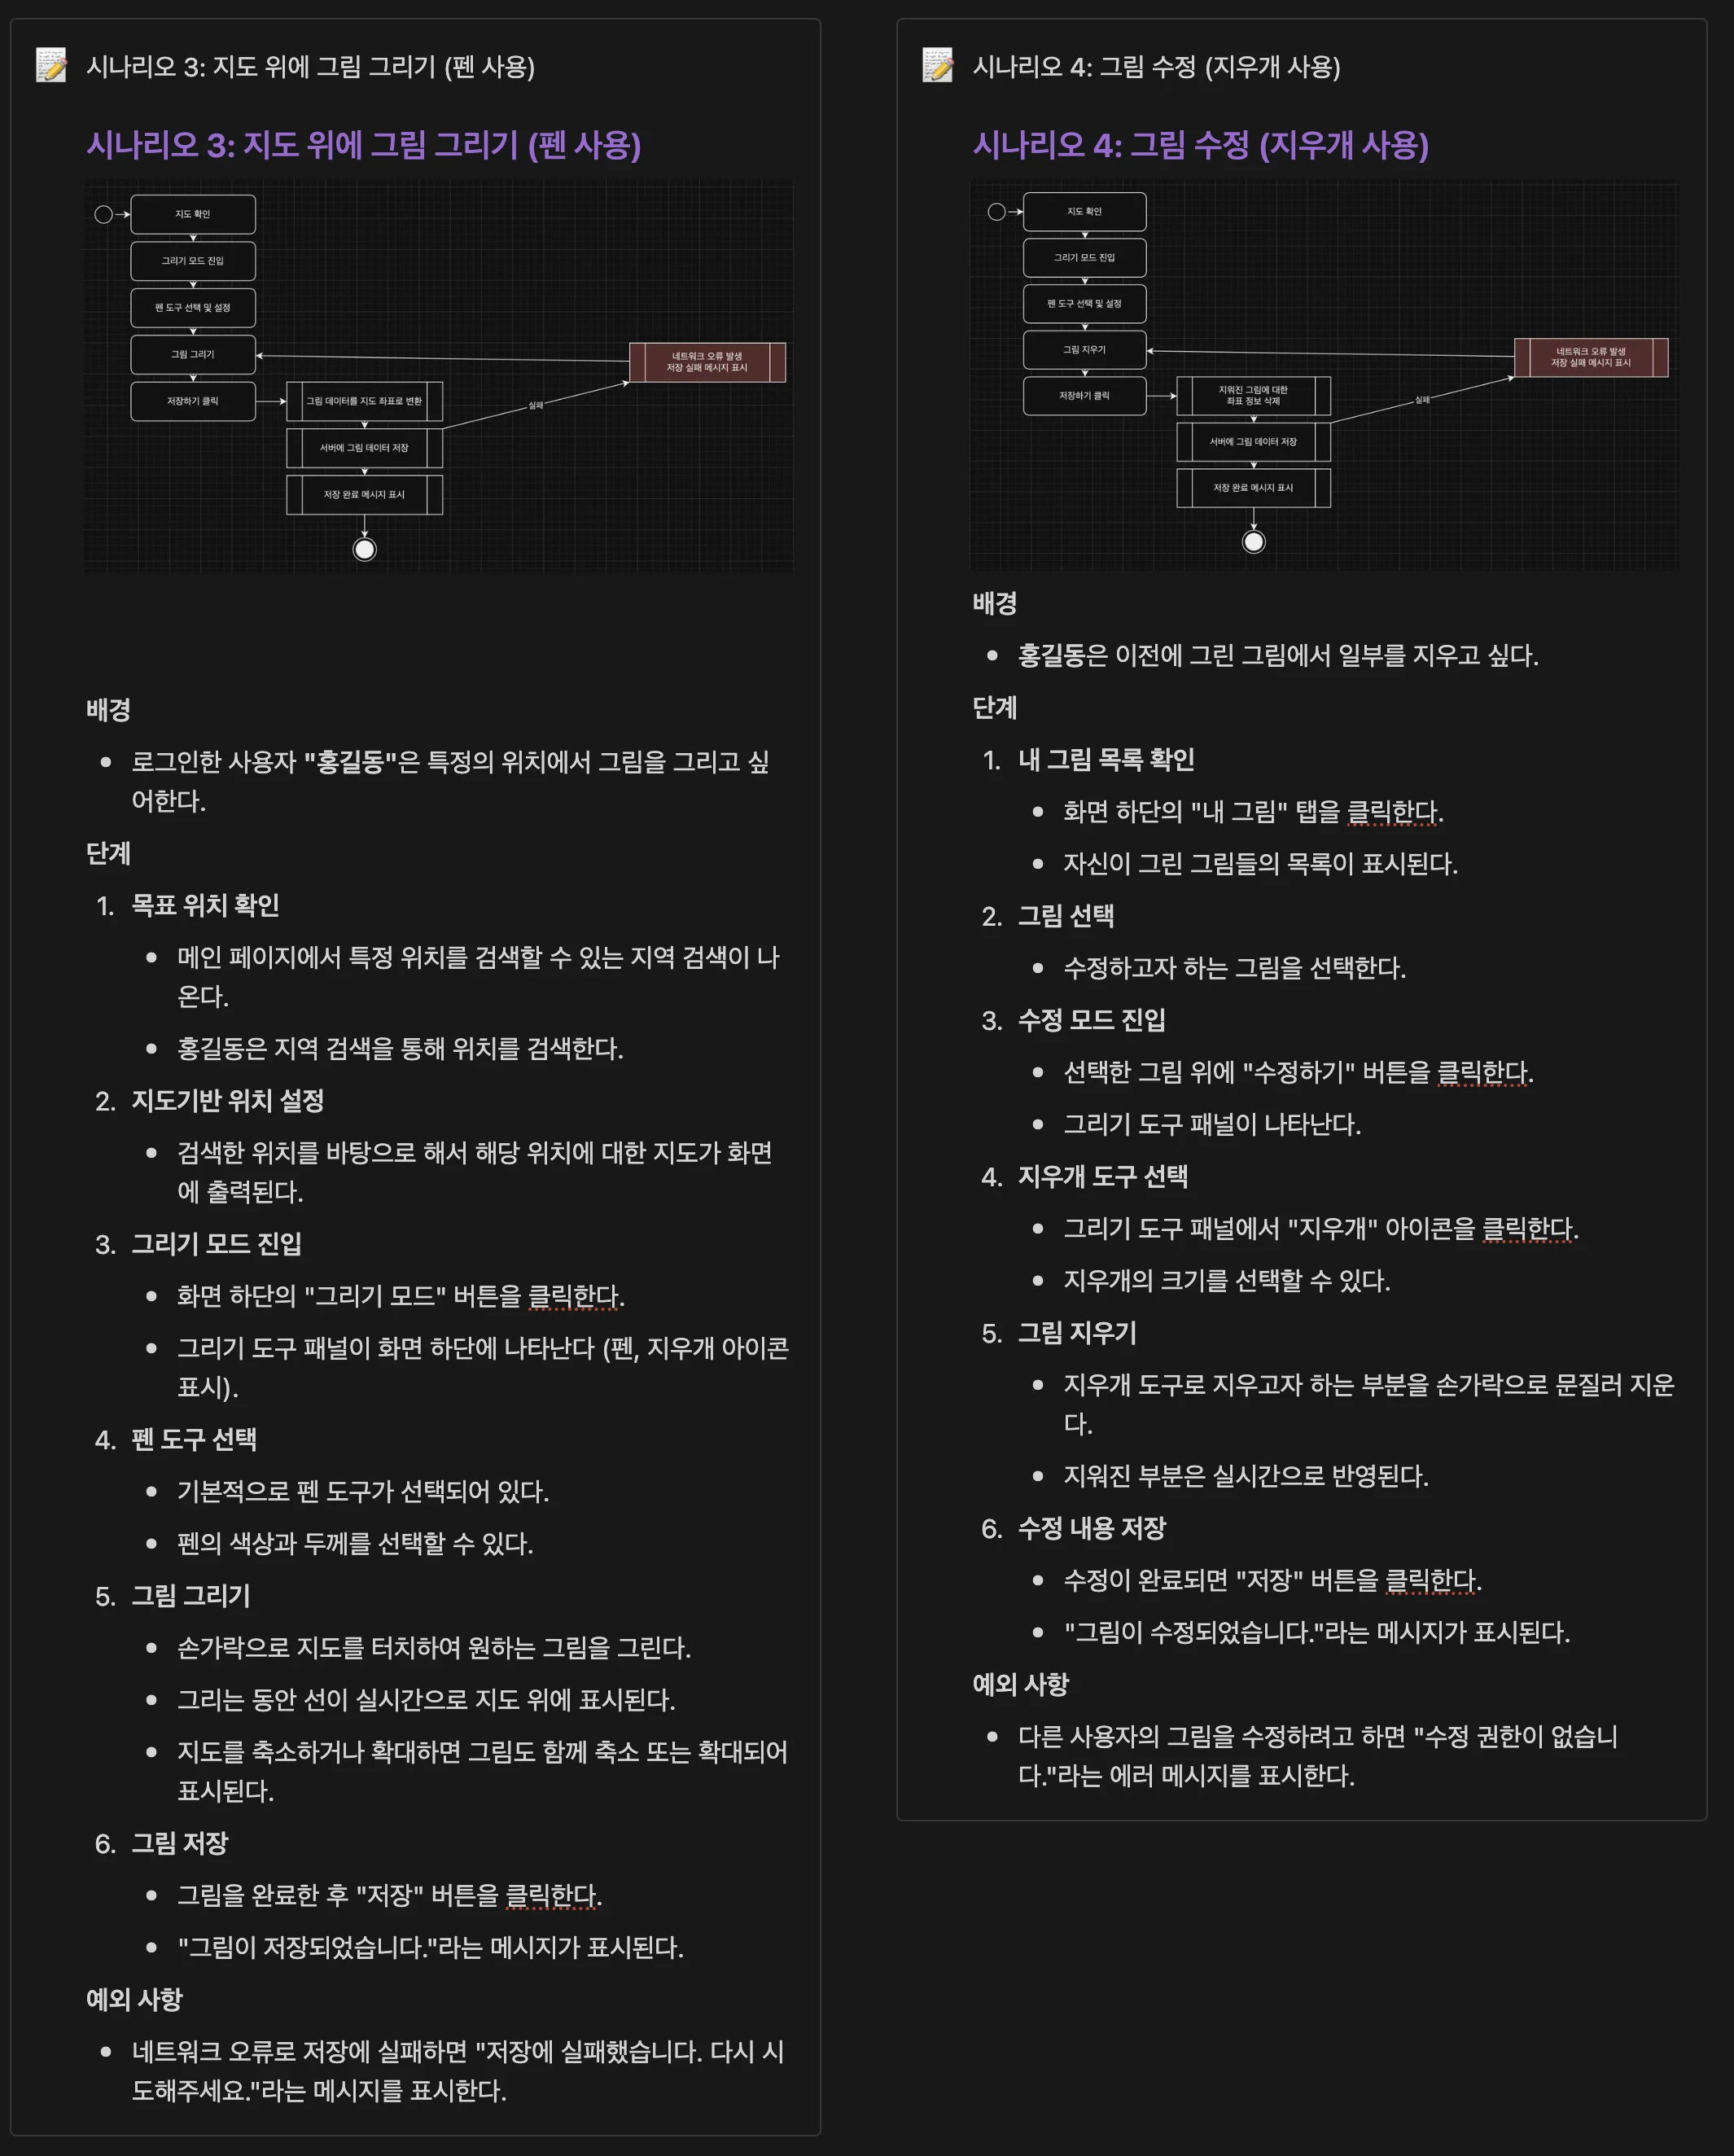 시나리오 3: 지도 위에 그림 그리기 (펜 사용)
시나리오 3: 지도 위에 그림 그리기 (펜 사용)
지도 확인
그리기 모드 진입
펜 도구 선택 및 설정
그림 그리기
네트워크 오류 발생
저장 실패 메시지 표시
저장하기 클릭
그림 데이터를 지도 좌표로 변환
실패
서버에 그림 데이터 저장
저장 완료 메시지 표시
배경
• 로그인한 사용자 "홍길동"은 특정의 위치에서 그림을 그리고 싶
어한다.
단계
1. 목표 위치 확인
• 메인 페이지에서 특정 위치를 검색할 수 있는 지역 검색이 나
온다.
• 홍길동은 지역 검색을 통해 위치를 검색한다.
2. 지도기반 위치 설정
• 검색한 위치를 바탕으로 해서 해당 위치에 대한 지도가 화면
에 출력된다.
3. 그리기 모드 진입
• 화면 하단의 "그리기 모드" 버튼을 클릭한다.
• 그리기 도구 패널이 화면 하단에 나타난다 (펜, 지우개 아이콘
표시).
4. 펜 도구 선택
• 기본적으로 펜 도구가 선택되어 있다.
• 펜의 색상과 두께를 선택할 수 있다.
5. 그림 그리기
• 손가락으로 지도를 터치하여 원하는 그림을 그린다.
• 그리는 동안 선이 실시간으로 지도 위에 표시된다.
• 지도를 축소하거나 확대하면 그림도 함께 축소 또는 확대되어
표시된다.
6. 그림 저장
• 그림을 완료한 후 "저장" 버튼을 클릭한다.
• "그림이 저장되었습니다."라는 메시지가 표시된다.
예외 사항
• 네트워크 오류로 저장에 실패하면 "저장에 실패했습니다. 다시 시
도해주세요."라는 메시지를 표시한다.
시나리오 4: 그림 수정 (지우개 사용)
시나리오 4: 그림 수정 (지우개 사용)
지도 확인
그리기 모드 진입
펜 도구 선택 및 설정
그림 지우기
네트워크 오류 발생
저장 실패 메시지 표시
저장하기 클릭
지워진 그림에 대한
좌표 정보 삭제
실패
서버에 그림 데이터 저장
저장 완료 메시지 표시
배경
• 홍길동은 이전에 그린 그림에서 일부를 지우고 싶다.
단계
1. 내 그림 목록 확인
• 화면 하단의 "내 그림" 탭을 클릭한다.
• 자신이 그린 그림들의 목록이 표시된다.
2. 그림 선택
• 수정하고자 하는 그림을 선택한다.
3. 수정 모드 진입
• 선택한 그림 위에 "수정하기" 버튼을 클릭한다.
• 그리기 도구 패널이 나타난다.
4. 지우개 도구 선택
• 그리기 도구 패널에서 "지우개" 아이콘을 클릭한다.
• 지우개의 크기를 선택할 수 있다.
5. 그림 지우기
• 지우개 도구로 지우고자 하는 부분을 손가락으로 문질러 지운
다.
• 지워진 부분은 실시간으로 반영된다.
6. 수정 내용 저장
• 수정이 완료되면 "저장" 버튼을 클릭한다.
• "그림이 수정되었습니다."라는 메시지가 표시된다.
예외 사항
• 다른 사용자의 그림을 수정하려고 하면 "수정 권한이 없습니
다."라는 에러 메시지를 표시한다.